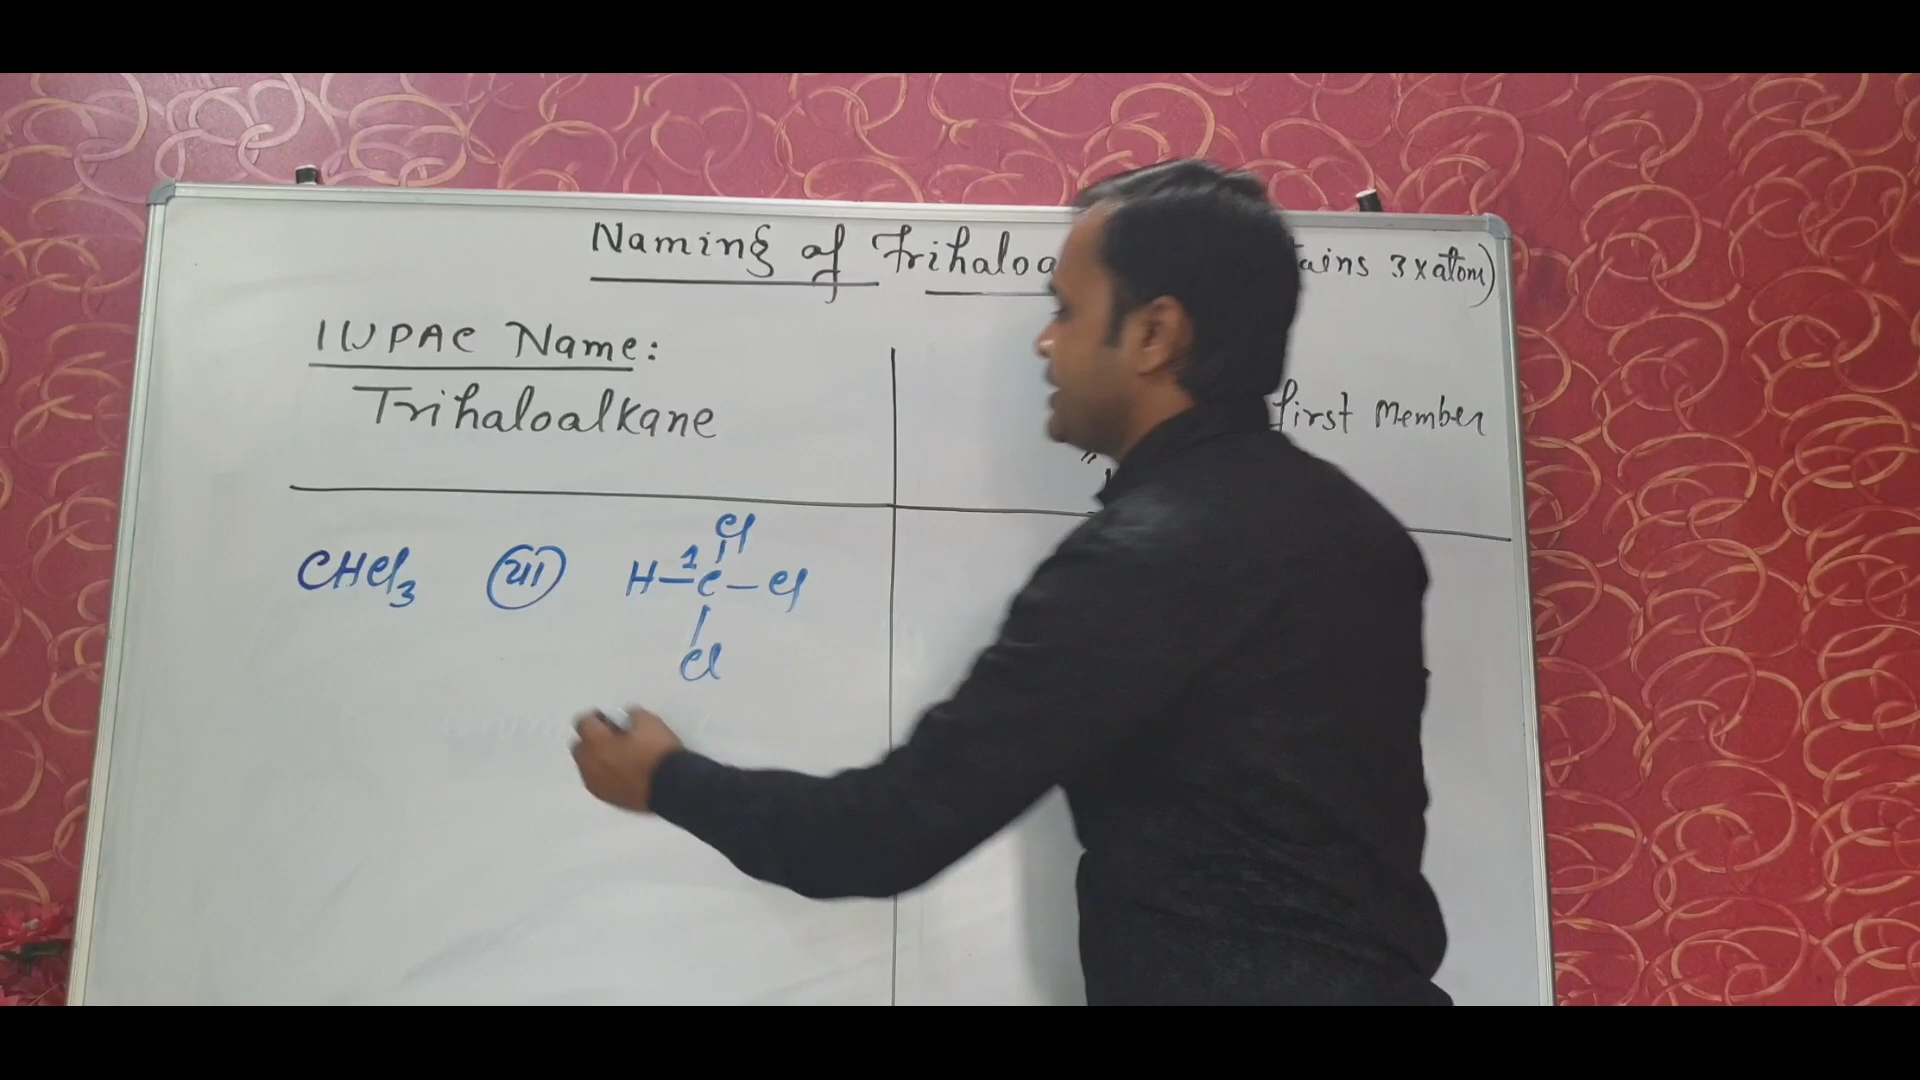 Naming of Trihaloa
ains 3 x atom)
IUPAC Name:
Trihaloalkane
first Member
CHCl3 या H-1C-Cl
Cl
Cl